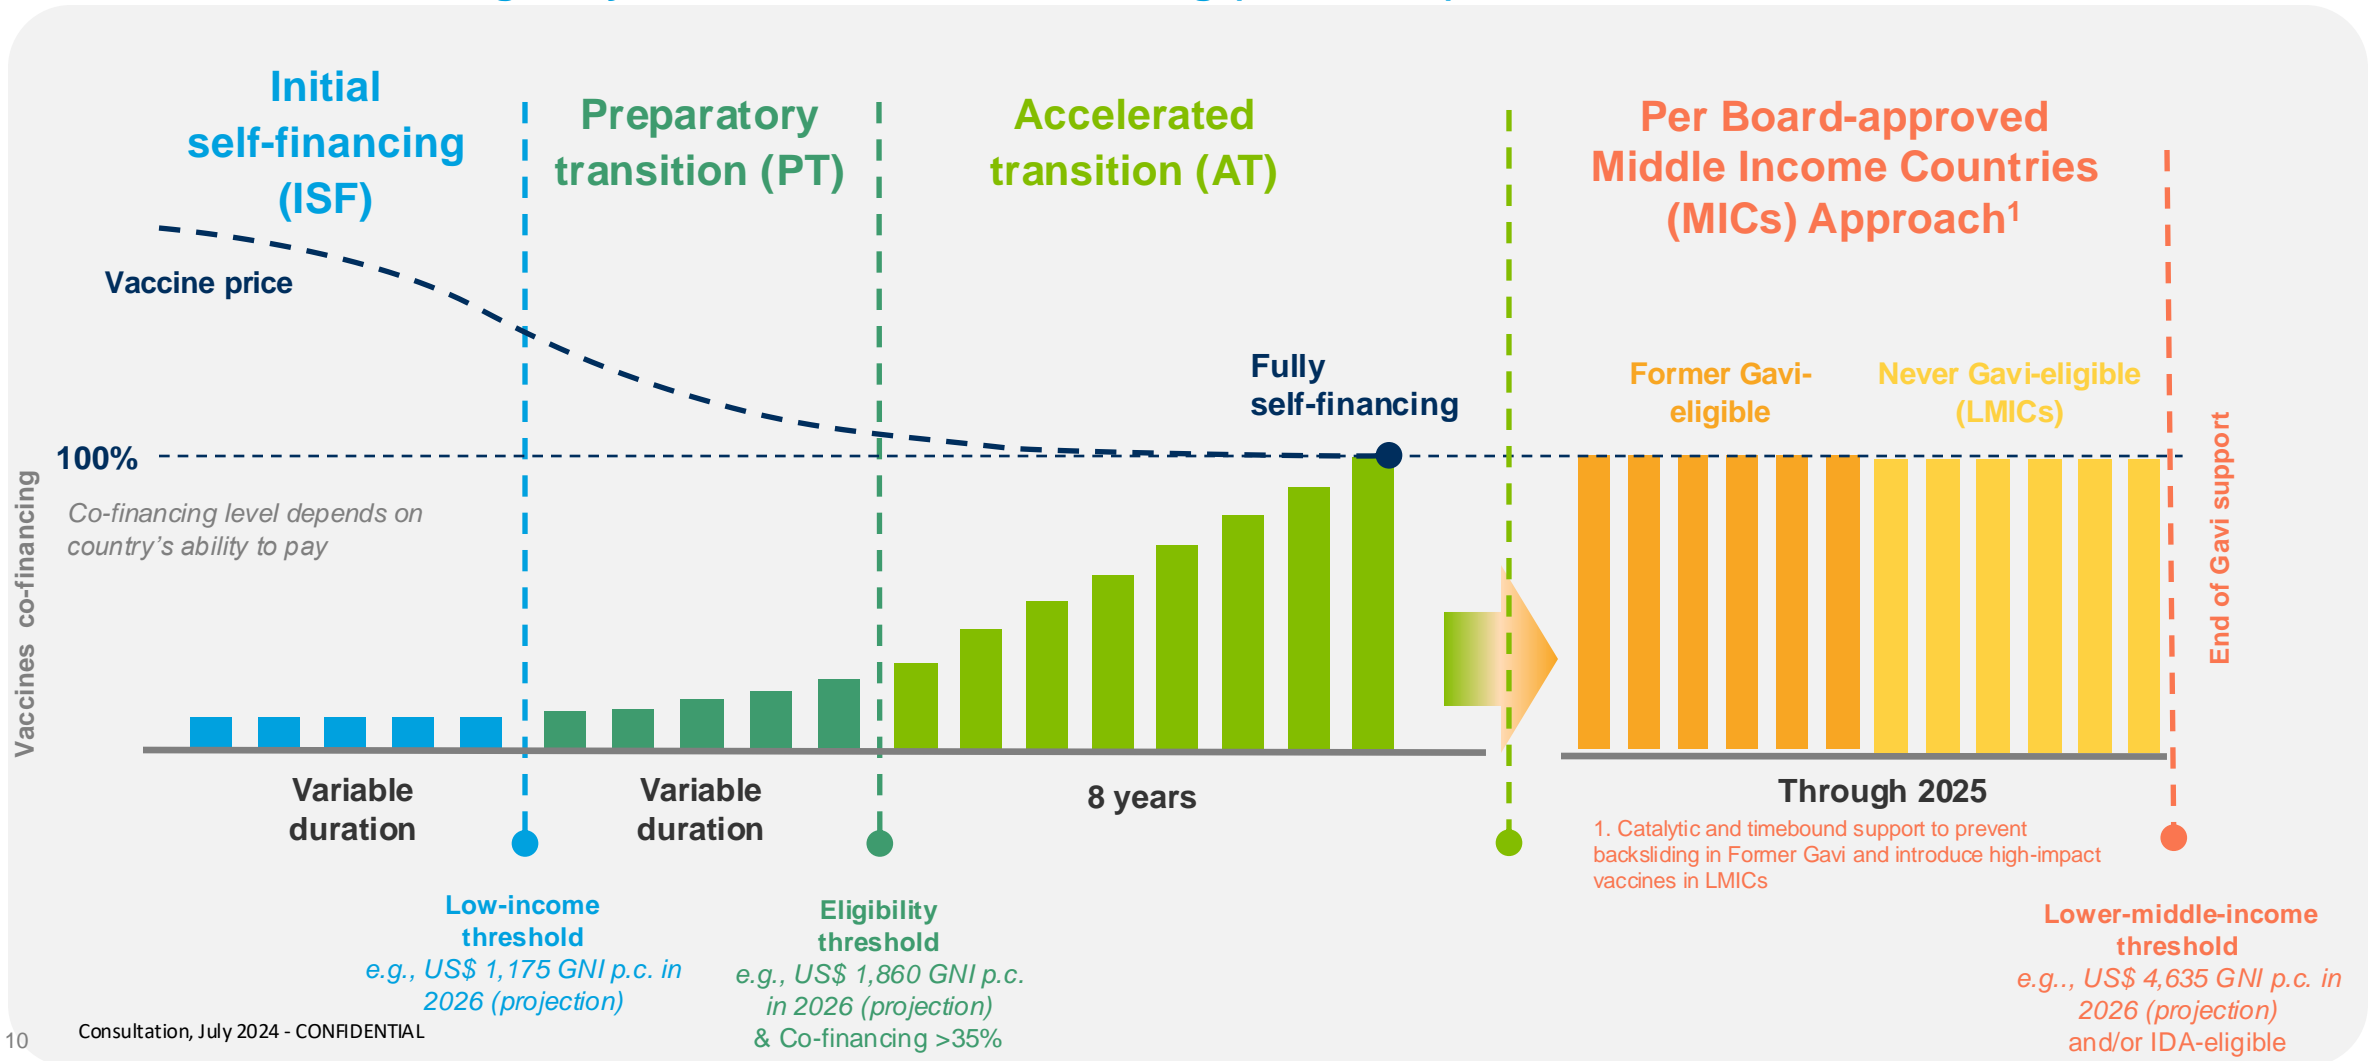 Initial
self-financing
(ISF)
Preparatory
transition (PT)
Accelerated
transition (AT)
Per Board-approved
Middle Income Countries
(MICs) Approach¹
Vaccine price
Fully
self-financing
Former Gavi-
eligible
Never Gavi-eligible
(LMICs)
100%
Co-financing level depends on
country's ability to pay
Vaccines co-financing
End of Gavi support
Variable
duration
Variable
duration
8 years
Through 2025
1. Catalytic and timebound support to prevent
backsliding in Former Gavi and introduce high-impact
vaccines in LMICs
Low-income
threshold
e.g., US$ 1,175 GNI p.c. in
2026 (projection)
Eligibility
threshold
e.g., US$ 1,860 GNI p.c.
in 2026 (projection)
& Co-financing >35%
Lower-middle-income
threshold
e.g.., US$ 4,635 GNI p.c. in
2026 (projection)
and/or IDA-eligible
10
Consultation, July 2024 - CONFIDENTIAL